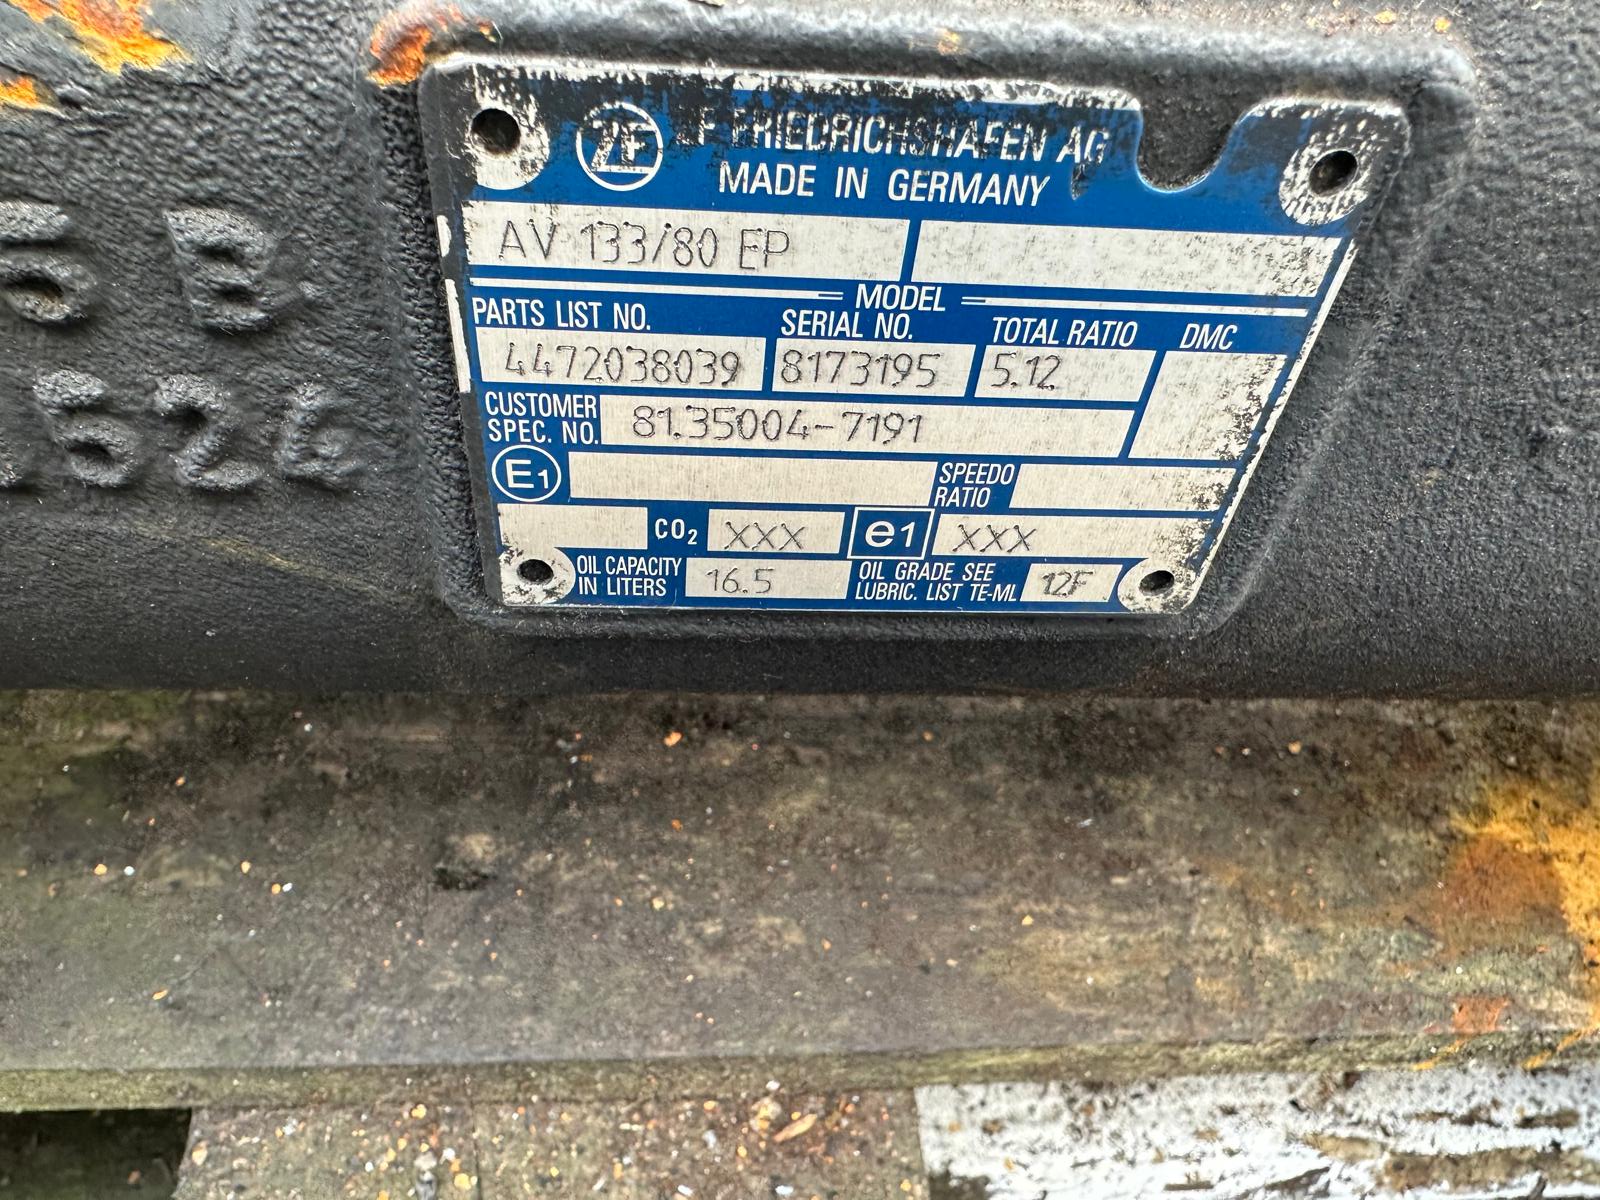 ZF F FRIEDRICHSHAFEN AG
MADE IN GERMANY
AV 133/80 EP
MODEL
PARTS LIST NO. SERIAL NO. TOTAL RATIO DMC
4472038039 8173195 5.12
CUSTOMER SPEC. NO. 81.35004-7191
E1 SPEEDO RATIO
CO2 XXX e1 XXX
OIL CAPACITY IN LITERS 16.5 OIL GRADE SEE LUBRIC. LIST TE-ML 12F
5 B
524